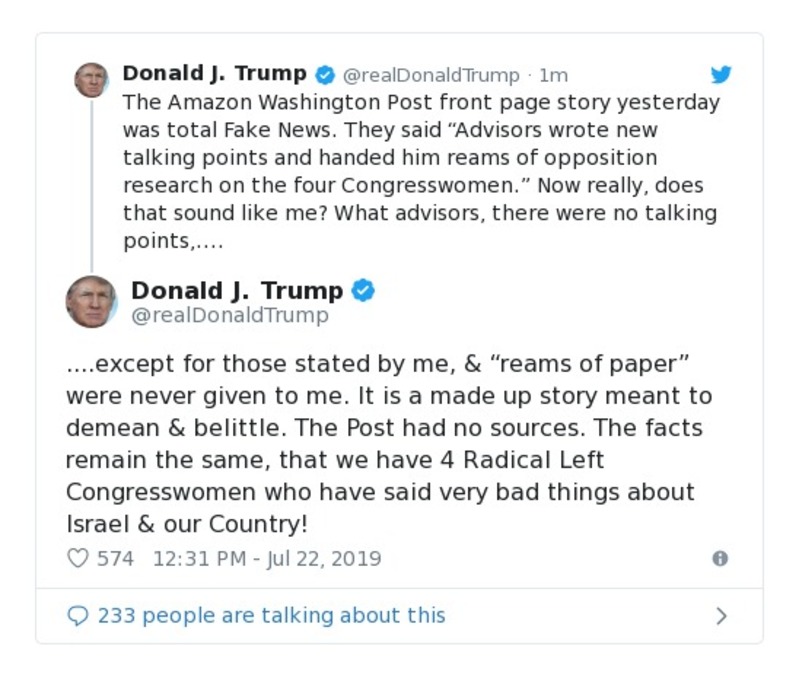 Donald J. Trump @realDonaldTrump · 1m
The Amazon Washington Post front page story yesterday
was total Fake News. They said “Advisors wrote new
talking points and handed him reams of opposition
research on the four Congresswomen.” Now really, does
that sound like me? What advisors, there were no talking
points,....
Donald J. Trump
@realDonaldTrump
....except for those stated by me, & “reams of paper”
were never given to me. It is a made up story meant to
demean & belittle. The Post had no sources. The facts
remain the same, that we have 4 Radical Left
Congresswomen who have said very bad things about
Israel & our Country!
574 12:31 PM - Jul 22, 2019
233 people are talking about this